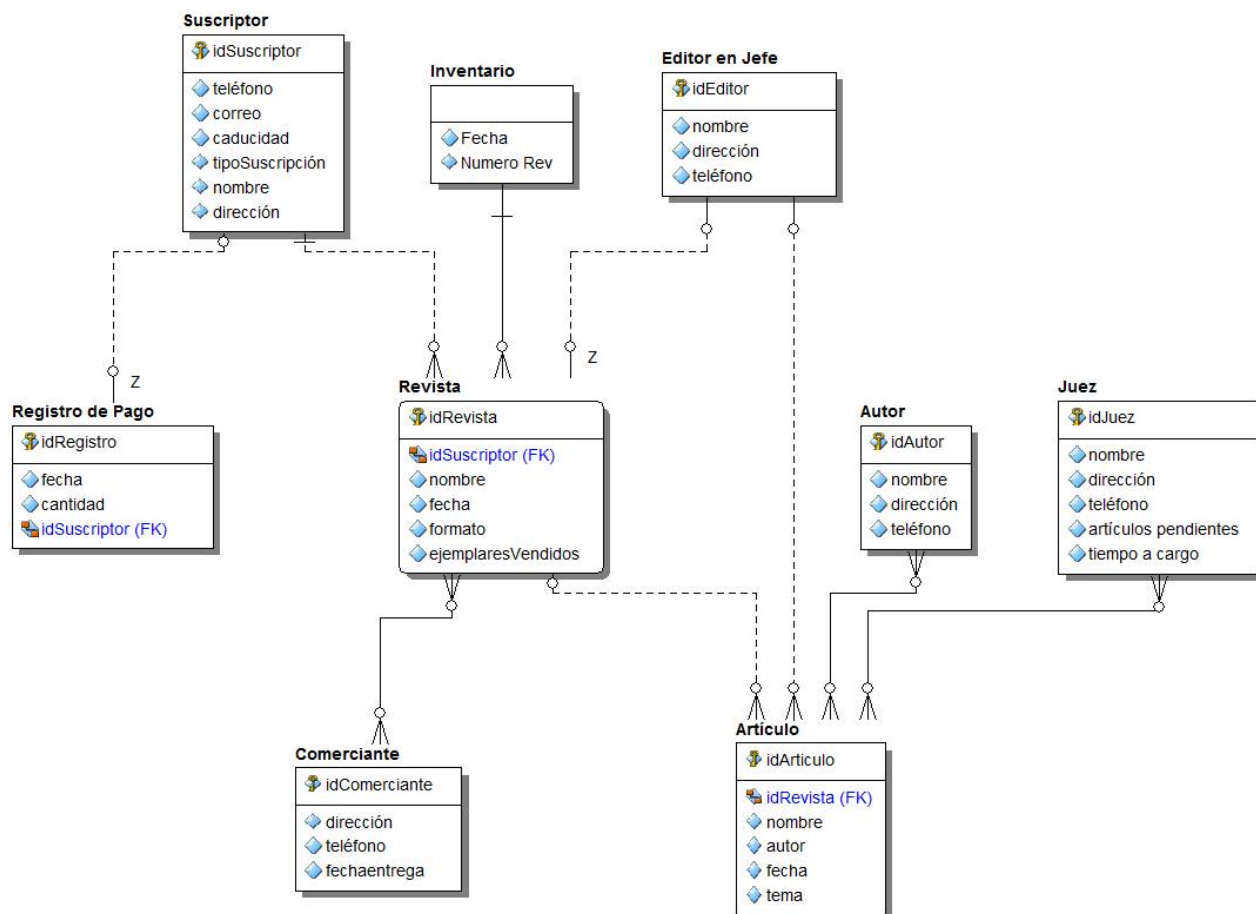 Suscriptor
idSuscriptor
teléfono
correo
caducidad
tipoSuscripción
nombre
dirección
Inventario
Fecha
Numero Rev
Editor en Jefe
idEditor
nombre
dirección
teléfono
Z
Z
Registro de Pago
idRegistro
fecha
cantidad
idSuscriptor (FK)
Revista
idRevista
idSuscriptor (FK)
nombre
fecha
formato
ejemplaresVendidos
Autor
idAutor
nombre
dirección
teléfono
Juez
idJuez
nombre
dirección
teléfono
artículos pendientes
tiempo a cargo
Comerciante
idComerciante
dirección
teléfono
fechaentrega
Artículo
idArticulo
idRevista (FK)
nombre
autor
fecha
tema